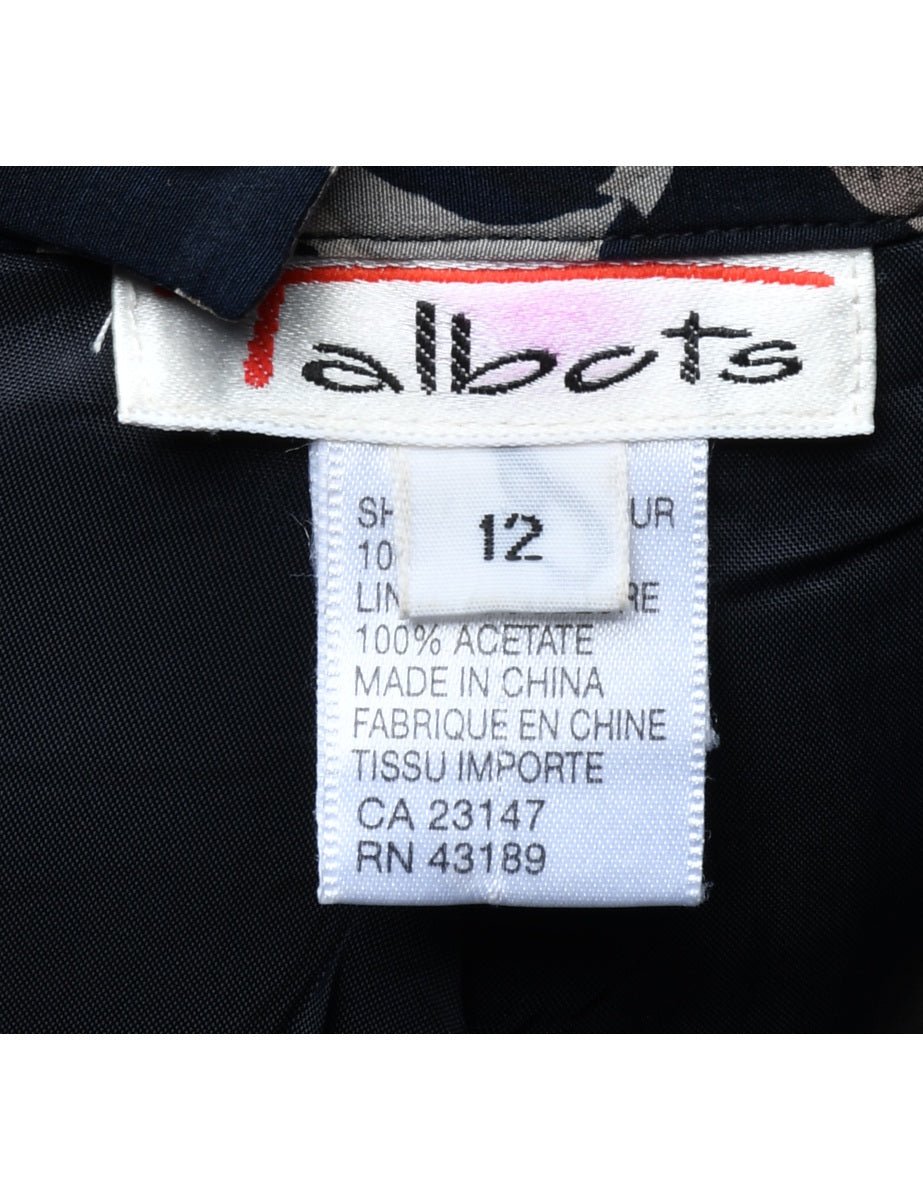 Talbots
12
100% ACETATE
MADE IN CHINA
FABRIQUE EN CHINE
TISSU IMPORTE
CA 23147
RN 43189